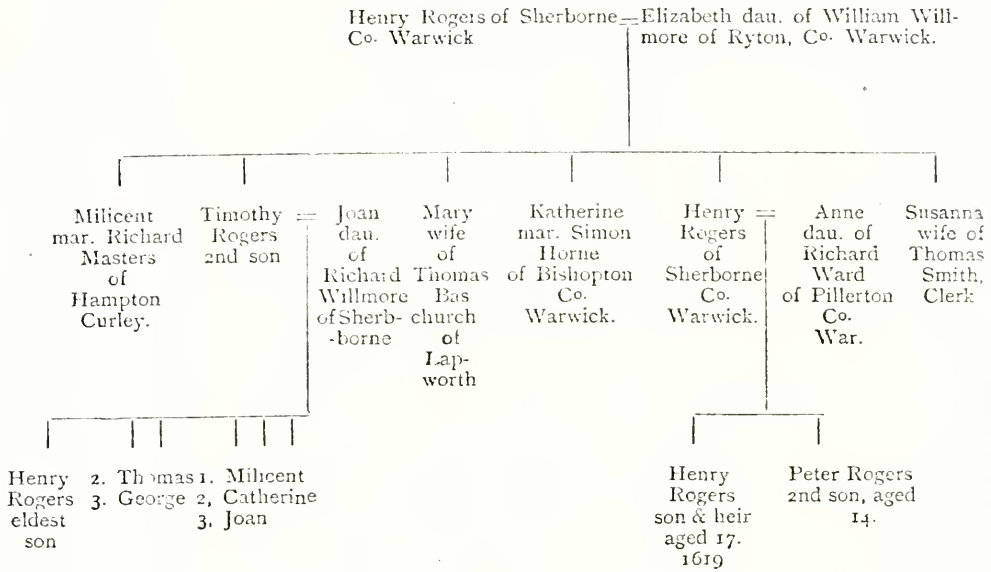 Henry Rogers of Sherborne = Elizabeth dau. of William Will-
Co. Warwick
more of Ryton, Co. Warwick.
Milicent
mar. Richard
Masters
of
Hampton
Curley.
Timothy =
Rogers
2nd son
Joan
dau.
of
Richard
Willmore
of Sherb-
-borne
Mary
wife
of
Thomas
Bas
church
of
Lap-
worth
Katherine
mar. Simon
Horne
of Bishopton
Co.
Warwick.
Henry =
Rogers
of
Sherborne
Co.
Warwick.
Anne
dau. of
Richard
Ward
of Pillerton
Co.
War.
Susanna
wife of
Thomas
Smith,
Clerk
Henry
Rogers
eldest
son
2. Thomas
3. George
1. Milicent
2, Catherine
3, Joan
Henry
Rogers
son & heir
aged 17.
1619
Peter Rogers
2nd son, aged
14.